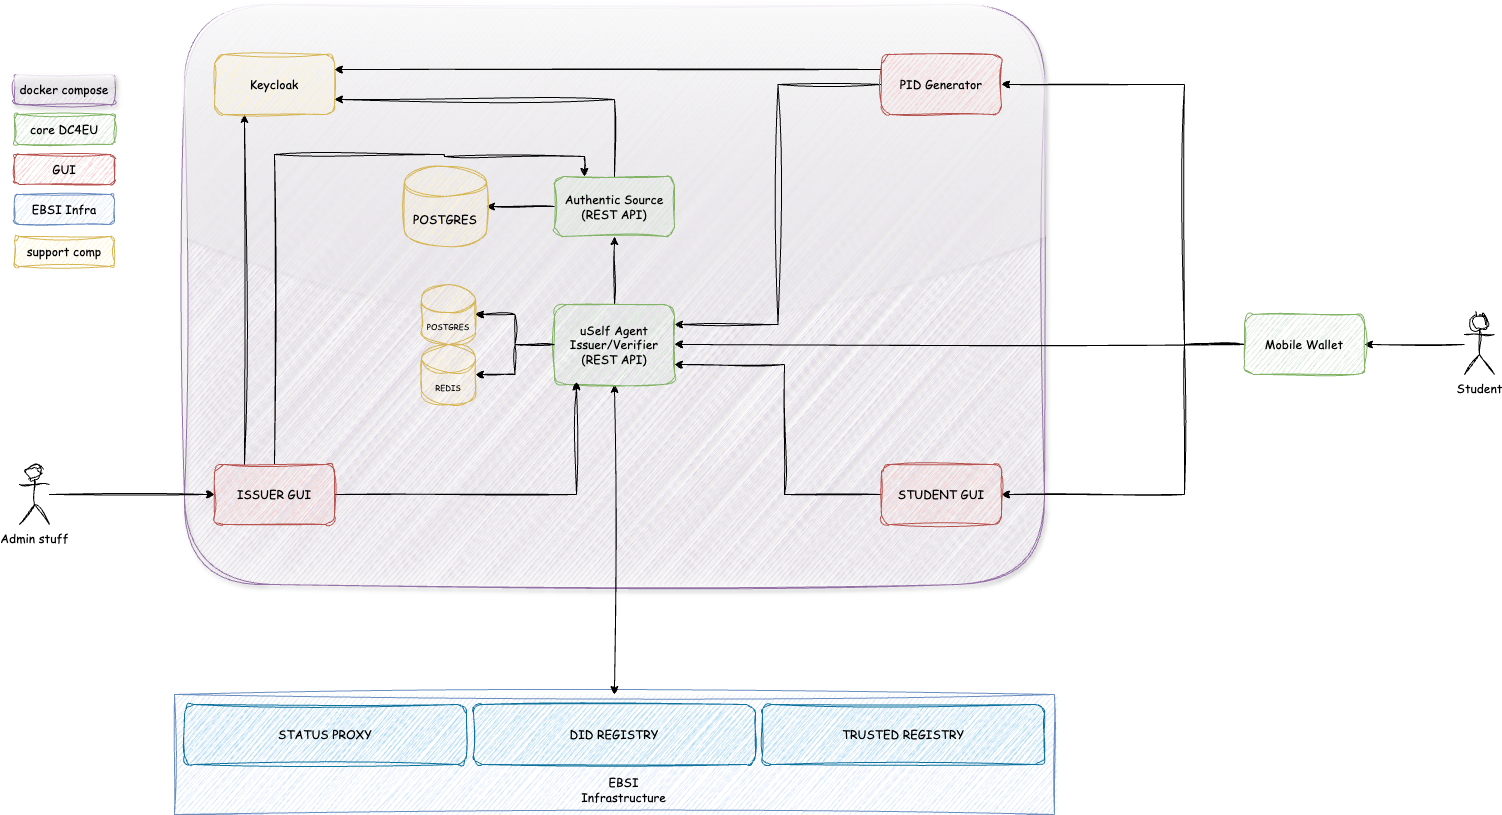 docker compose
core DC4EU
GUI
EBSI Infra
support comp
Keycloak
PID Generator
Authentic Source
(REST API)
POSTGRES
POSTGRES
REDIS
uSelf Agent
Issuer/Verifier
(REST API)
Mobile Wallet
Student
Admin stuff
ISSUER GUI
STUDENT GUI
STATUS PROXY
DID REGISTRY
TRUSTED REGISTRY
EBSI
Infrastructure